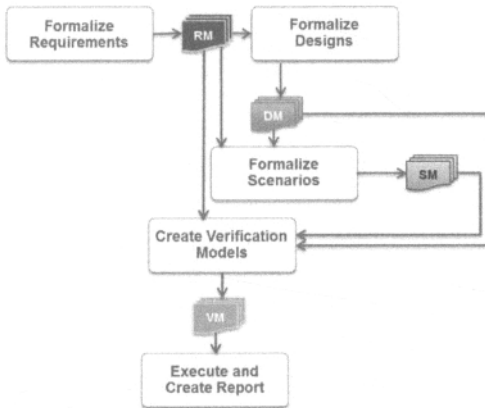 Formalize
Requirements
RM
Formalize
Designs
DM
Formalize
Scenarios
SM
Create Verification
Models
VM
Execute and
Create Report